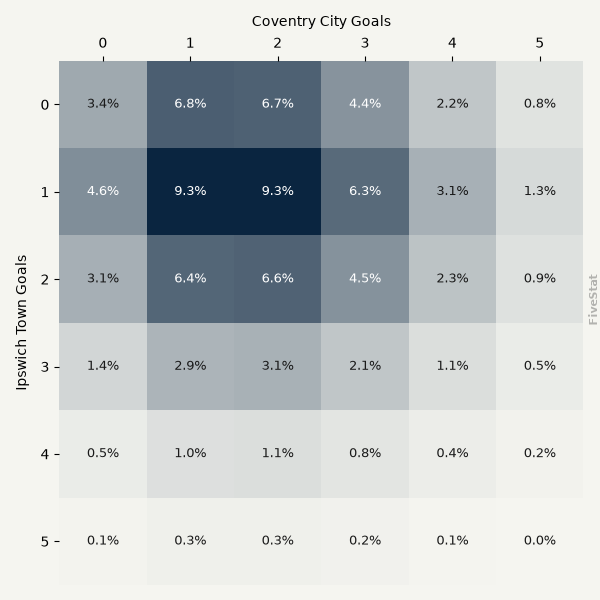 Coventry City Goals
0 1 2 3 4 5
0 3.4% 6.8% 6.7% 4.4% 2.2% 0.8%
1 4.6% 9.3% 9.3% 6.3% 3.1% 1.3%
2 3.1% 6.4% 6.6% 4.5% 2.3% 0.9%
3 1.4% 2.9% 3.1% 2.1% 1.1% 0.5%
4 0.5% 1.0% 1.1% 0.8% 0.4% 0.2%
5 0.1% 0.3% 0.3% 0.2% 0.1% 0.0%
Ipswich Town Goals
FiveStat